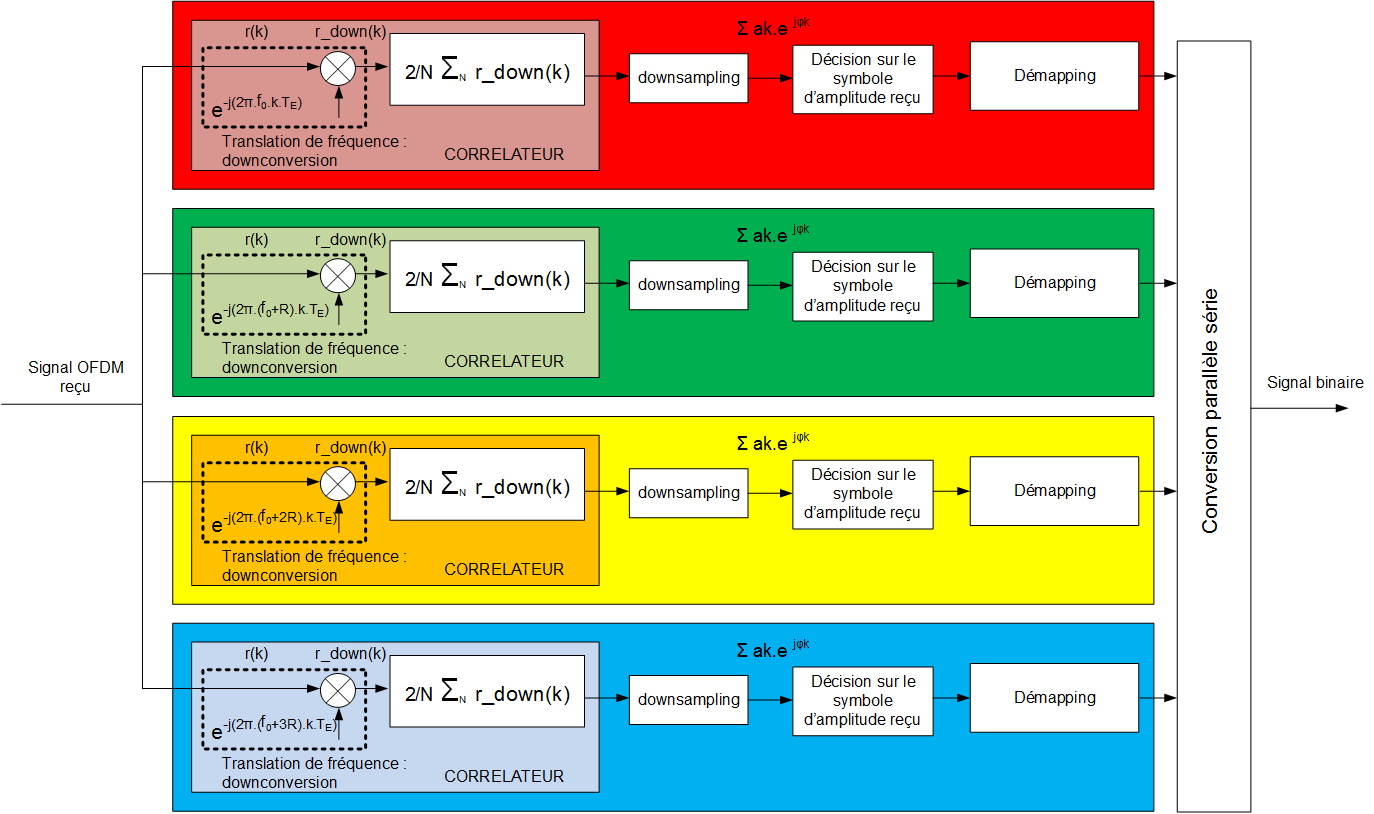 Signal OFDM
reçu
r(k) r_down(k)
e-j(2π.f0.k.TE)
Translation de fréquence :
downconversion
CORRELATEUR
2/N ΣN r_down(k)
Σ ak.e jφk
downsampling
Décision sur le
symbole
d’amplitude reçu
Démapping
r(k) r_down(k)
e-j(2π.(f0+R).k.TE)
Translation de fréquence :
downconversion
CORRELATEUR
2/N ΣN r_down(k)
Σ ak.e jφk
downsampling
Décision sur le
symbole
d’amplitude reçu
Démapping
r(k) r_down(k)
e-j(2π.(f0+2R).k.TE)
Translation de fréquence :
downconversion
CORRELATEUR
2/N ΣN r_down(k)
Σ ak.e jφk
downsampling
Décision sur le
symbole
d’amplitude reçu
Démapping
r(k) r_down(k)
e-j(2π.(f0+3R).k.TE)
Translation de fréquence :
downconversion
CORRELATEUR
2/N ΣN r_down(k)
Σ ak.e jφk
downsampling
Décision sur le
symbole
d’amplitude reçu
Démapping
Conversion parallèle série
Signal binaire